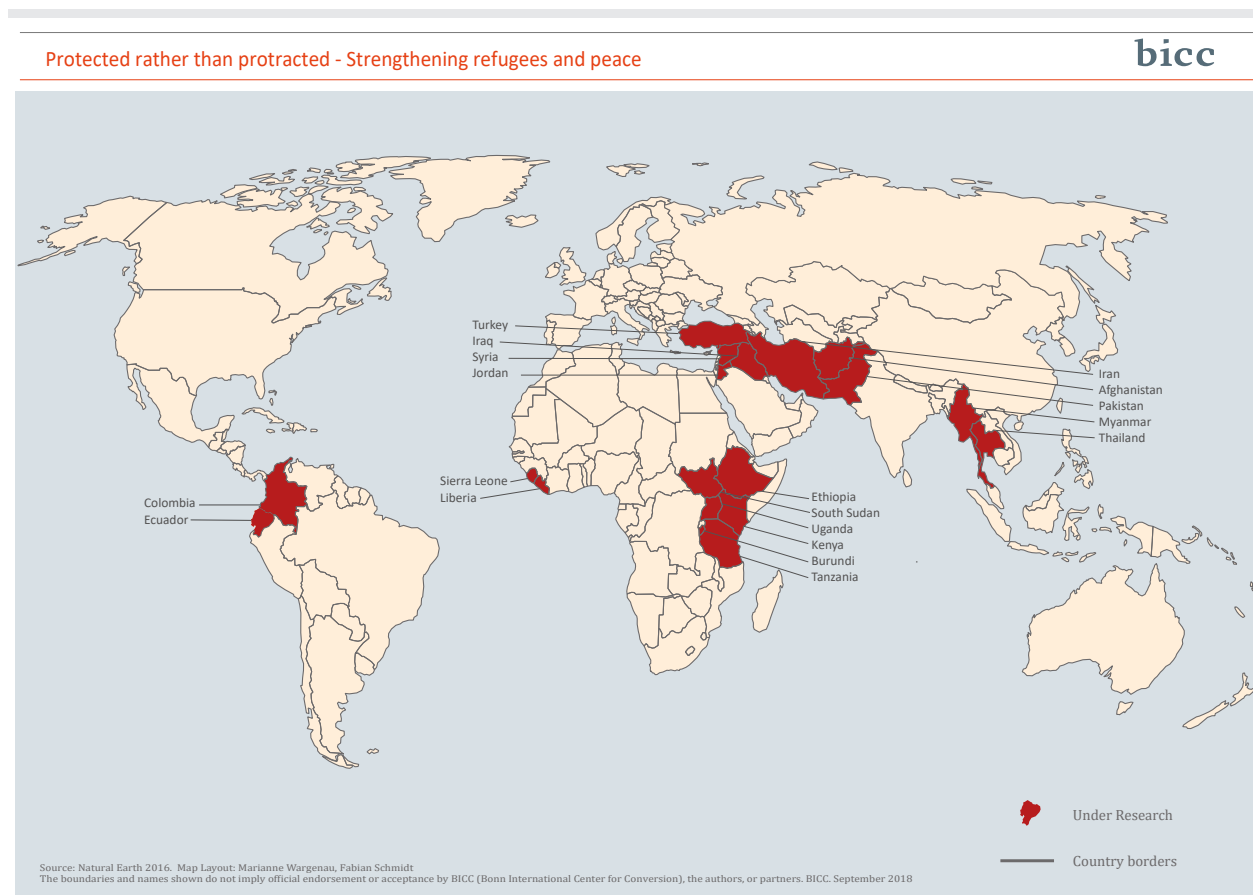 Protected rather than protracted - Strengthening refugees and peace
bicc
Turkey
Iraq
Syria
Jordan
Iran
Afghanistan
Pakistan
Myanmar
Thailand
Sierra Leone
Liberia
Colombia
Ecuador
Ethiopia
South Sudan
Uganda
Kenya
Burundi
Tanzania
Under Research
Country borders
Source: Natural Earth 2016. Map Layout: Marianne Wargenau, Fabian Schmidt
The boundaries and names shown do not imply official endorsement or acceptance by BICC (Bonn International Center for Conversion), the authors, or partners. BICC. September 2018